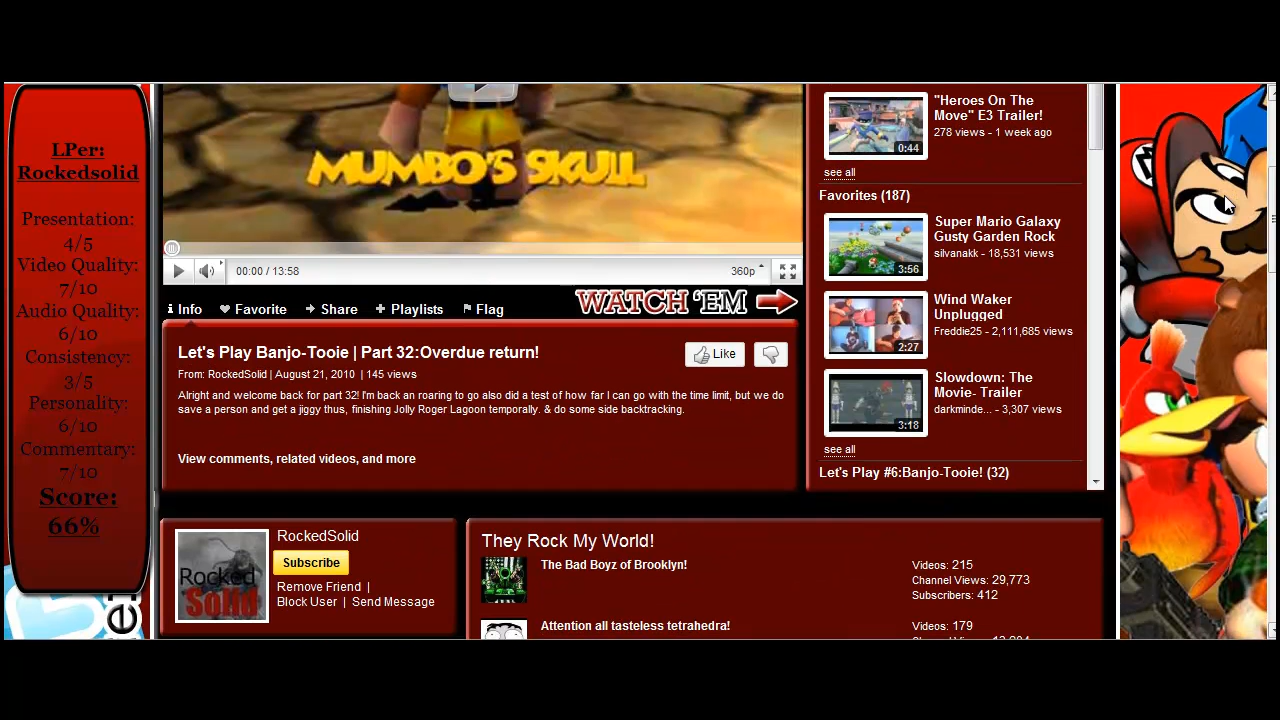 LPer:
Rockedsolid
Presentation:
4/5
Video Quality:
7/10
Audio Quality:
6/10
Consistency:
3/5
Personality:
6/10
Commentary:
7/10
Score:
66%
MUMBO'S SKULL
00:00 / 13:58
360p
Info
Favorite
Share
Playlists
Flag
WATCH 'EM
Let's Play Banjo-Tooie | Part 32:Overdue return!
From: RockedSolid | August 21, 2010 | 145 views
Like
Alright and welcome back for part 32! I'm back an roaring to go also did a test of how far I can go with the time limit, but we do
save a person and get a jiggy thus, finishing Jolly Roger Lagoon temporally. & do some side backtracking.
View comments, related videos, and more
"Heroes On The
Move" E3 Trailer!
278 views - 1 week ago
0:44
see all
Favorites (187)
Super Mario Galaxy
Gusty Garden Rock
silvanakk - 18,531 views
3:56
Wind Waker
Unplugged
Freddie25 - 2,111,685 views
2:27
Slowdown: The
Movie- Trailer
darkminde... - 3,307 views
3:18
see all
Let's Play #6:Banjo-Tooie! (32)
Rocked
Solid
RockedSolid
Subscribe
Remove Friend |
Block User | Send Message
They Rock My World!
The Bad Boyz of Brooklyn!
Videos: 215
Channel Views: 29,773
Subscribers: 412
Attention all tasteless tetrahedra!
Videos: 179